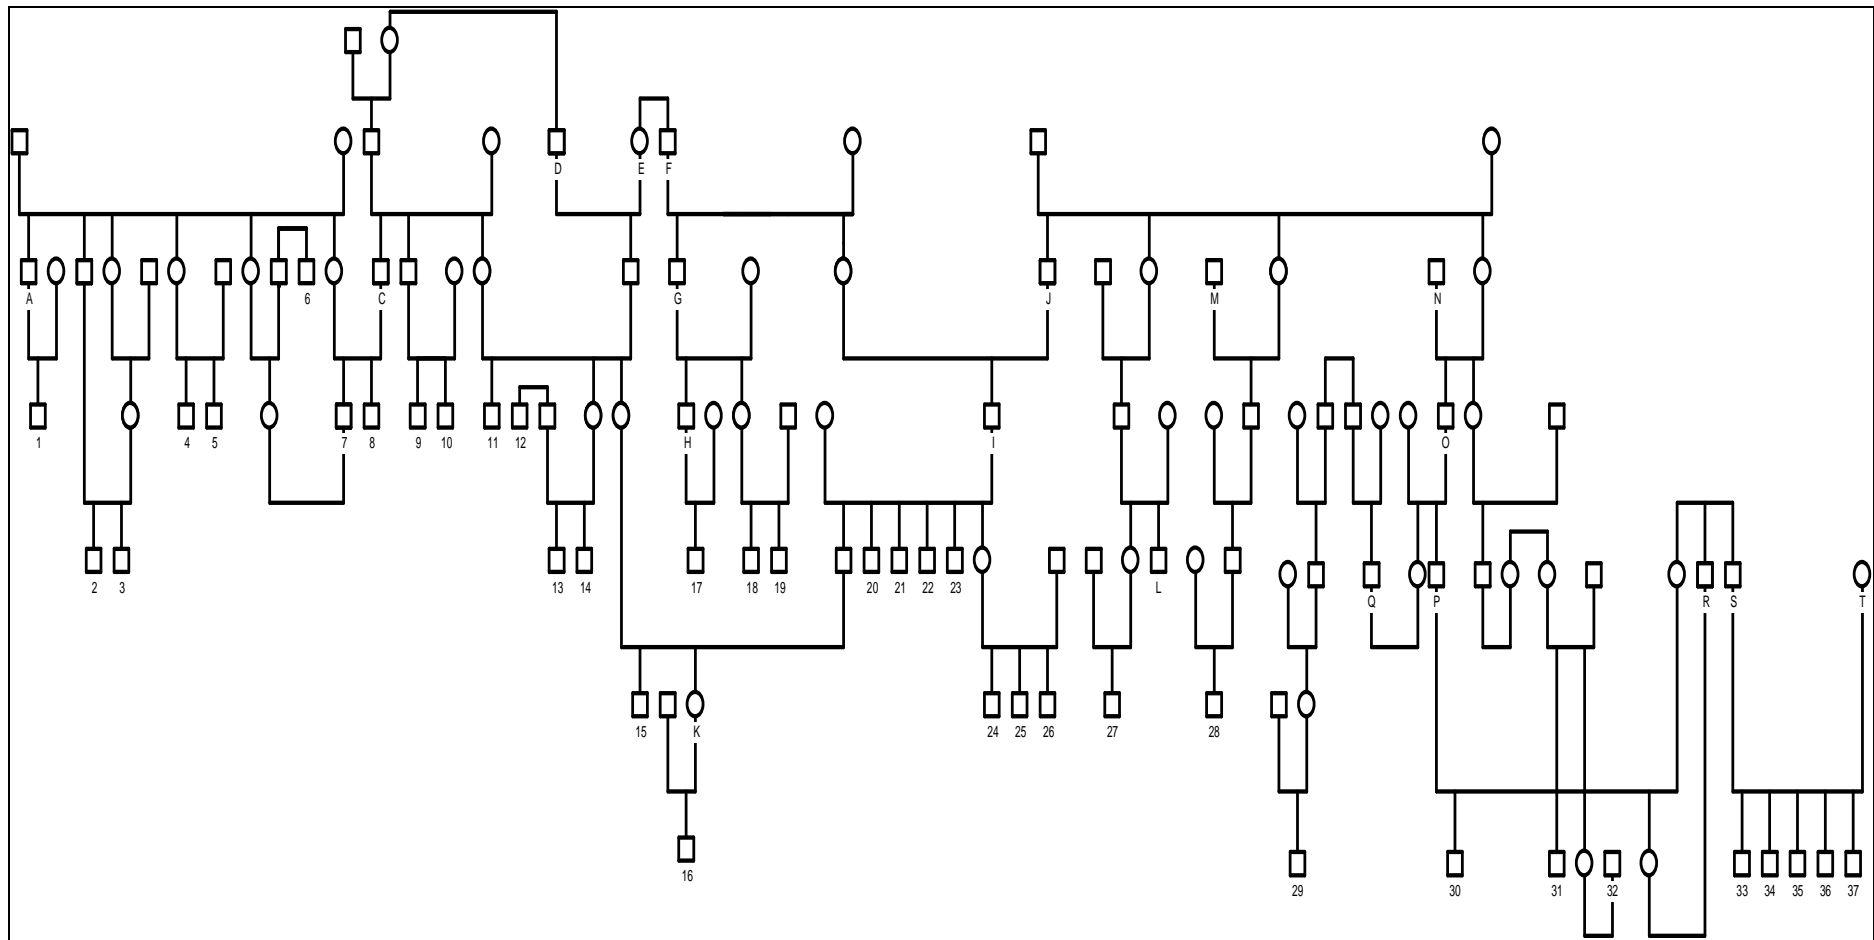 D E F
A 6 C G J M N
1 4 5 7 8 9 10 11 12 H I O
2 3 13 14 17 18 19 20 21 22 23 L Q P R S T
15 K 24 25 26 27 28
16 29 30 31 32 33 34 35 36 37